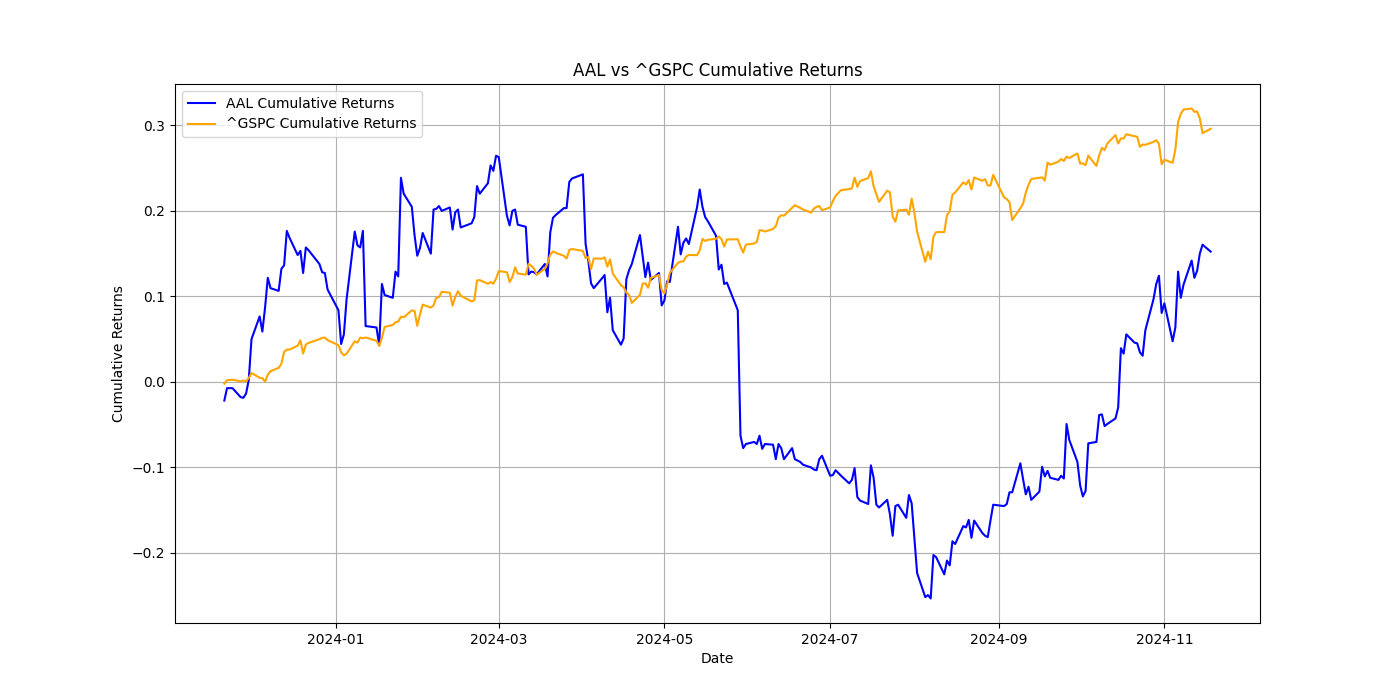 AAL vs ^GSPC Cumulative Returns
AAL Cumulative Returns
^GSPC Cumulative Returns
Cumulative Returns
0.3
0.2
0.1
0.0
−0.1
−0.2
2024-01 2024-03 2024-05 2024-07 2024-09 2024-11
Date